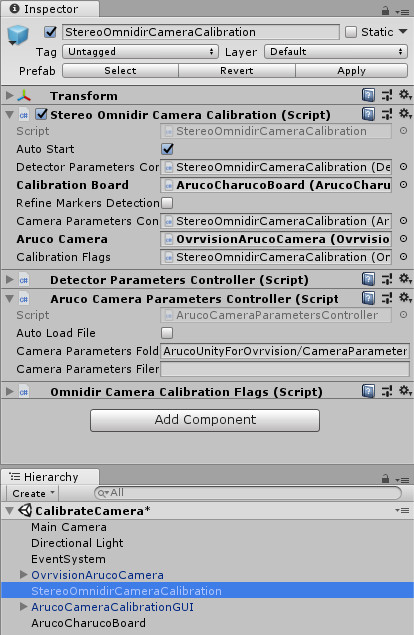 Inspector
StereoOmnidirCameraCalibration
Static
Tag Untagged Layer Default
Prefab Select Revert Apply
Transform
Stereo Omnidir Camera Calibration (Script)
Script StereoOmnidirCameraCalibration
Auto Start
Detector Parameters Cor StereoOmnidirCameraCalibration (De
Calibration Board ArucoCharucoBoard (ArucoCharu
Refine Markers Detection
Camera Parameters Con StereoOmnidirCameraCalibration (Ar
Aruco Camera OvrvisionArucoCamera (Ovrvisio
Calibration Flags StereoOmnidirCameraCalibration (On
Detector Parameters Controller (Script)
Aruco Camera Parameters Controller (Script
Script ArucoCameraParametersController
Auto Load File
Camera Parameters Fold ArucoUnityForOvrvision/CameraParameter
Camera Parameters Filer
Omnidir Camera Calibration Flags (Script)
Add Component
Hierarchy
Create All
CalibrateCamera*
Main Camera
Directional Light
EventSystem
OvrvisionArucoCamera
StereoOmnidirCameraCalibration
ArucoCameraCalibrationGUI
ArucoCharucoBoard